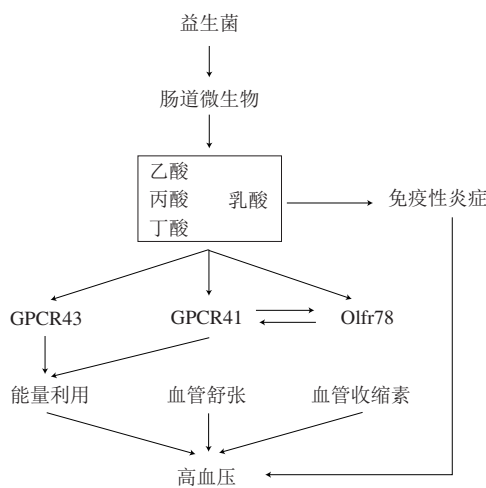 益生菌
肠道微生物
乙酸
丙酸 乳酸
丁酸
免疫性炎症
GPCR43 GPCR41 Olfr78
能量利用 血管舒张 血管收缩素
高血压